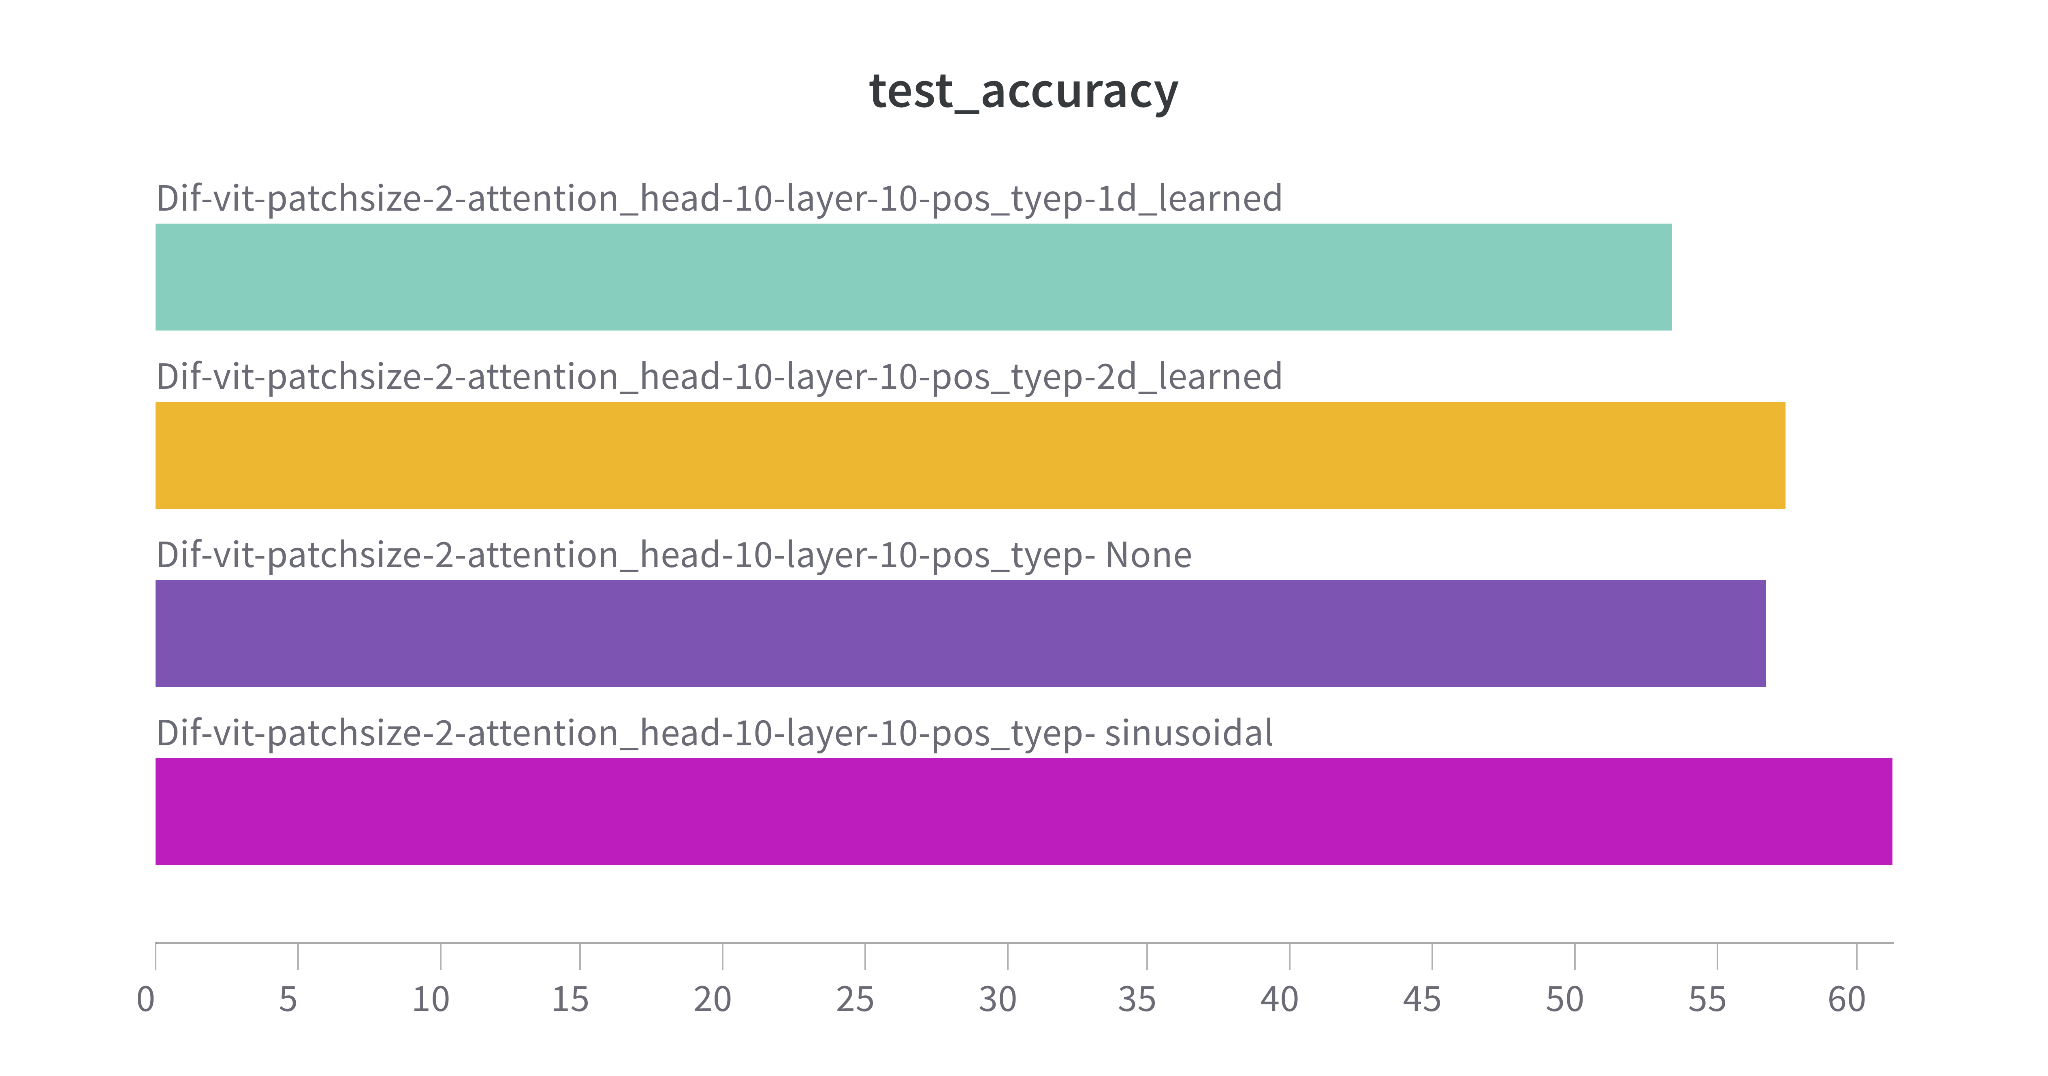 test_accuracy
Dif-vit-patchsize-2-attention_head-10-layer-10-pos_tyep-1d_learned
Dif-vit-patchsize-2-attention_head-10-layer-10-pos_tyep-2d_learned
Dif-vit-patchsize-2-attention_head-10-layer-10-pos_tyep- None
Dif-vit-patchsize-2-attention_head-10-layer-10-pos_tyep- sinusoidal
0 5 10 15 20 25 30 35 40 45 50 55 60